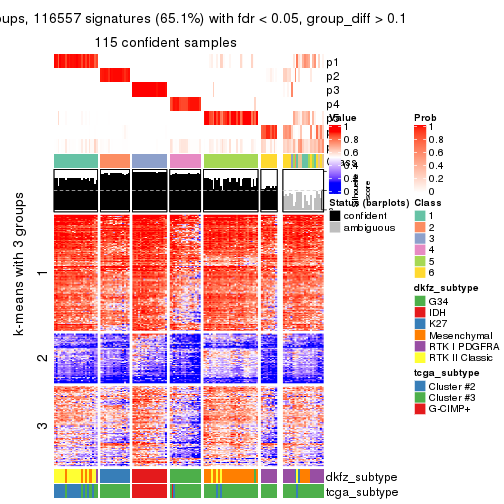 oups, 116557 signatures (65.1%) with fdr < 0.05, group_diff > 0.1
115 confident samples
p1
p2
p3
p4
Value
1
0.8
0.6
0.4
0.2
0
Prob
1
0.8
0.6
0.4
0.2
0
score
Status (barplots)
confident
ambiguous
Class
1
2
3
4
5
6
dkfz_subtype
G34
IDH
K27
Mesenchymal
RTK I PDGFRA
RTK II Classic
tcga_subtype
Cluster #2
Cluster #3
G-CIMP+
k-means with 3 groups
1
2
3
dkfz_subtype
tcga_subtype